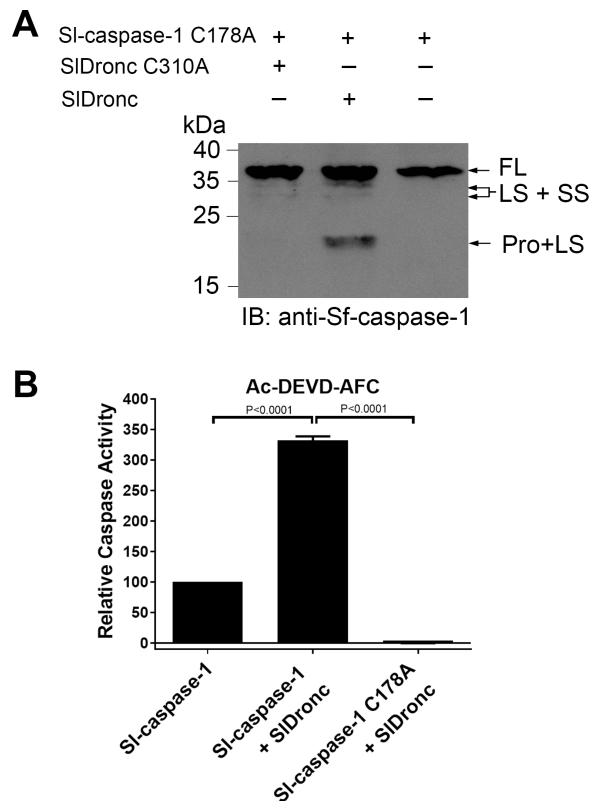 A
Sl-caspase-1 C178A + + +
SlDronc C310A + − −
SlDronc − + −
kDa
40
35
25
15
FL
LS + SS
Pro+LS
IB: anti-Sf-caspase-1
B
Ac-DEVD-AFC
P<0.0001 P<0.0001
Relative Caspase Activity
400
350
300
250
200
150
100
50
0
Sl-caspase-1
Sl-caspase-1
+ SlDronc
Sl-caspase-1 C178A
+ SlDronc